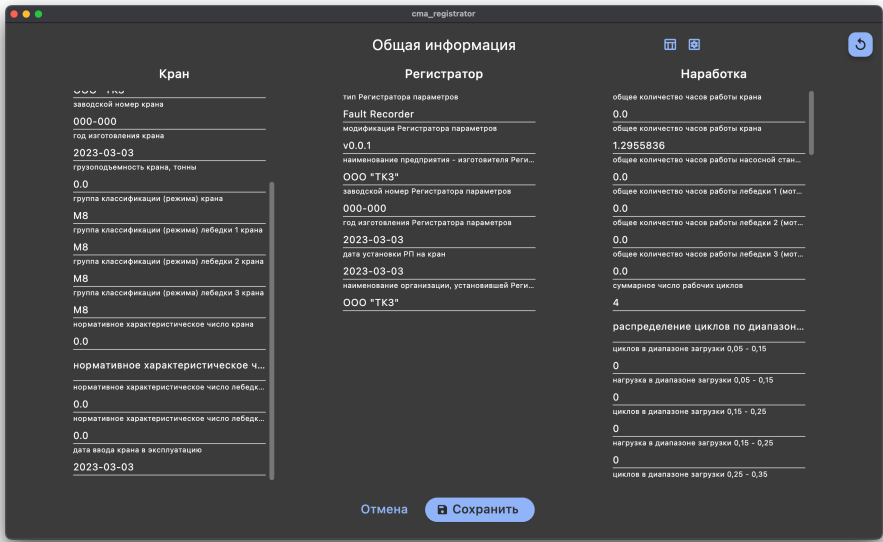 cma_registrator
Общая информация
Кран
заводской номер крана
000-000
год изготовления крана
2023-03-03
грузоподъемность крана, тонны
0.0
группа классификации (режима) крана
M8
группа классификации (режима) лебедки 1 крана
M8
группа классификации (режима) лебедки 2 крана
M8
группа классификации (режима) лебедки 3 крана
M8
нормативное характеристическое число крана
0.0
нормативное характеристическое ч...
нормативное характеристическое число лебедк...
0.0
нормативное характеристическое число лебедк...
0.0
дата ввода крана в эксплуатацию
2023-03-03
Регистратор
тип Регистратора параметров
Fault Recorder
модификация Регистратора параметров
v0.0.1
наименование предприятия - изготовителя Реги...
ООО "ТКЗ"
заводской номер Регистратора параметров
000-000
год изготовления Регистратора параметров
2023-03-03
дата установки РП на кран
2023-03-03
наименование организации, установившей Реги...
ООО "ТКЗ"
Наработка
общее количество часов работы крана
0.0
общее количество часов работы крана
1.2955836
общее количество часов работы насосной стан...
0.0
общее количество часов работы лебедки 1 (мот...
0.0
общее количество часов работы лебедки 2 (мот...
0.0
общее количество часов работы лебедки 3 (мот...
0.0
суммарное число рабочих циклов
4
распределение циклов по диапазон...
циклов в диапазоне загрузки 0,05 - 0,15
0
нагрузка в диапазоне загрузки 0,05 - 0,15
0
циклов в диапазоне загрузки 0,15 - 0,25
0
нагрузка в диапазоне загрузки 0,15 - 0,25
0
циклов в диапазоне загрузки 0,25 - 0,35
Отмена
Сохранить